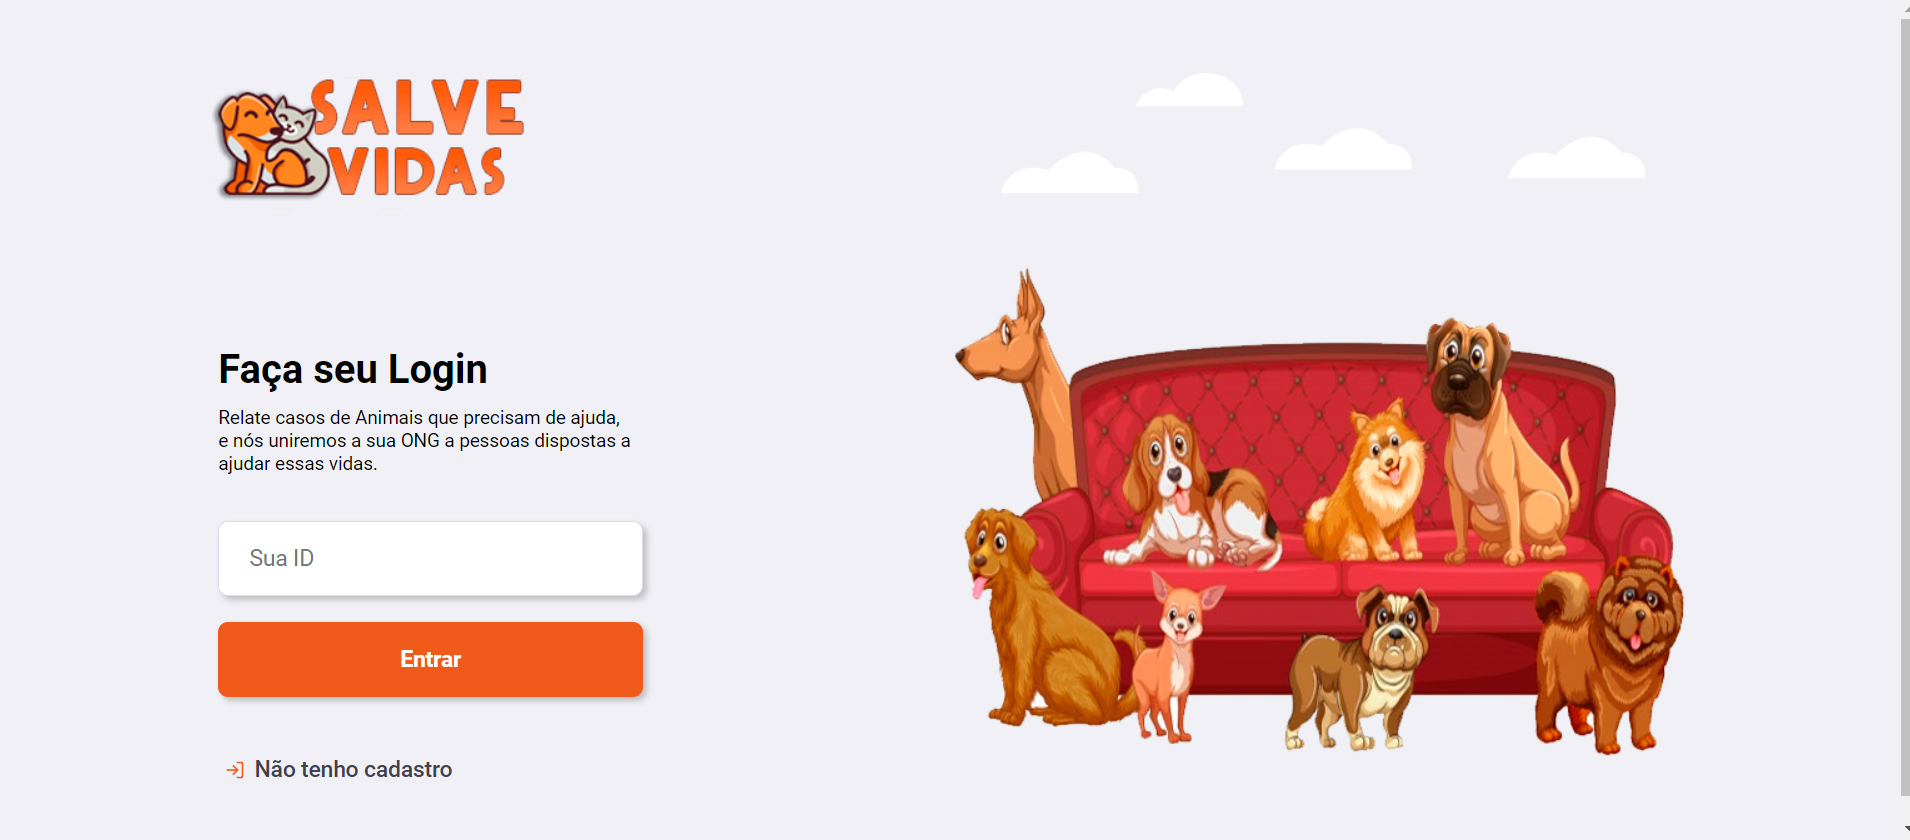 SALVE
VIDAS
Faça seu Login
Relate casos de Animais que precisam de ajuda,
e nós uniremos a sua ONG a pessoas dispostas a
ajudar essas vidas.
Sua ID
Entrar
Não tenho cadastro